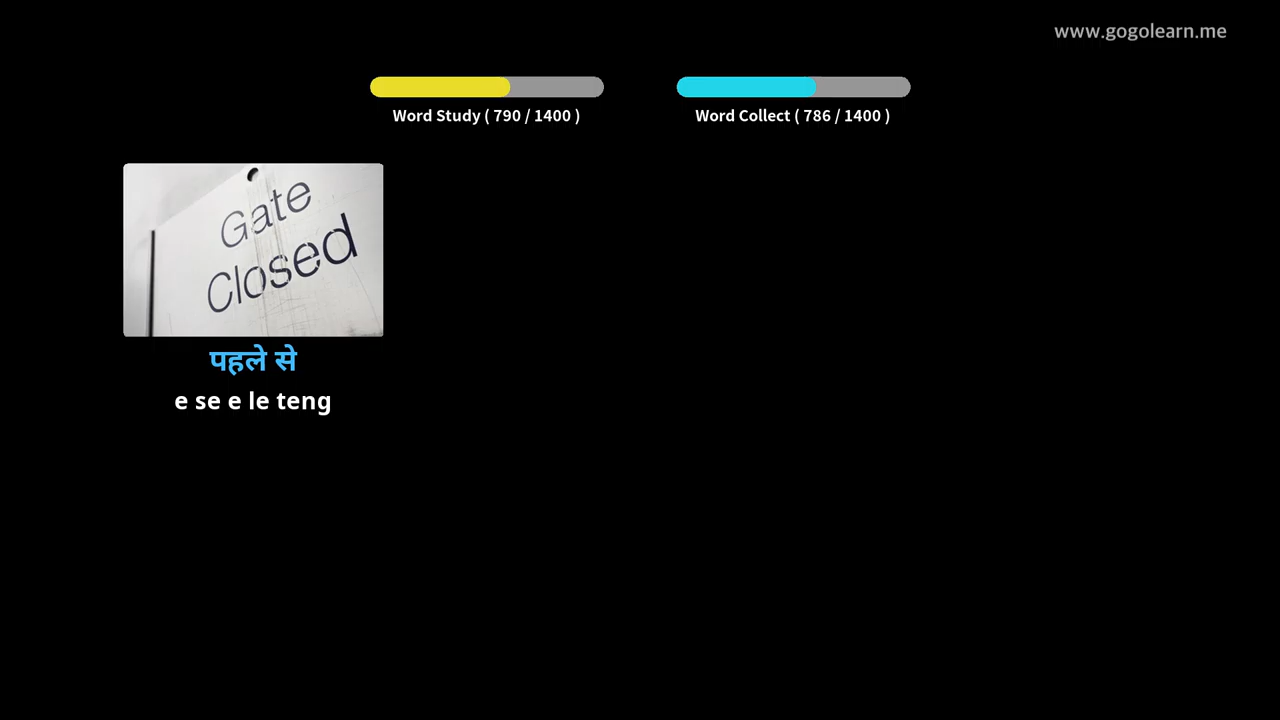 www.gogolearn.me
Word Study ( 790 / 1400 )
Word Collect ( 786 / 1400 )
Gate
Closed
पहले से
e se e le teng